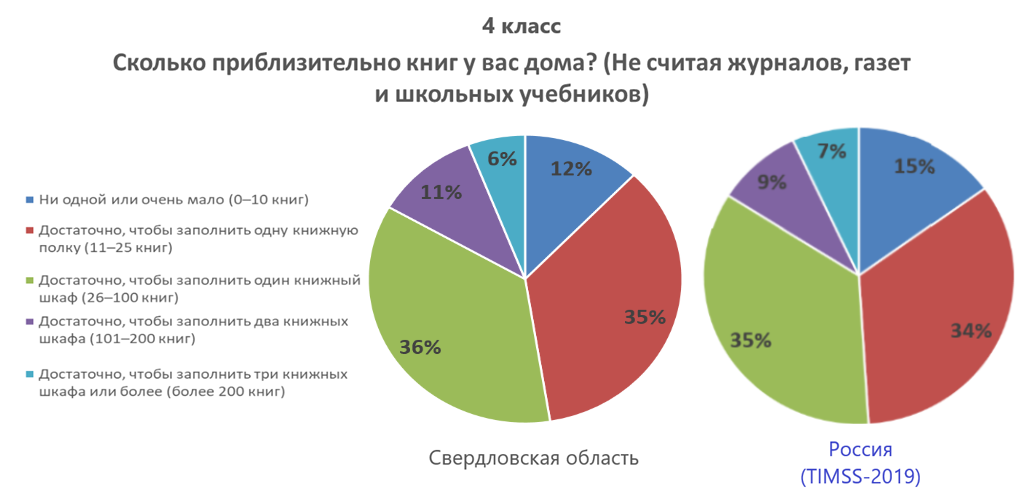 4 класс
Сколько приблизительно книг у вас дома? (Не считая журналов, газет
и школьных учебников)
Ни одной или очень мало (0–10 книг)
Достаточно, чтобы заполнить одну книжную
полку (11–25 книг)
Достаточно, чтобы заполнить один книжный
шкаф (26–100 книг)
Достаточно, чтобы заполнить два книжных
шкафа (101–200 книг)
Достаточно, чтобы заполнить три книжных
шкафа или более (более 200 книг)
6%
12%
11%
35%
36%
Свердловская область
7%
15%
9%
34%
35%
Россия
(TIMSS-2019)